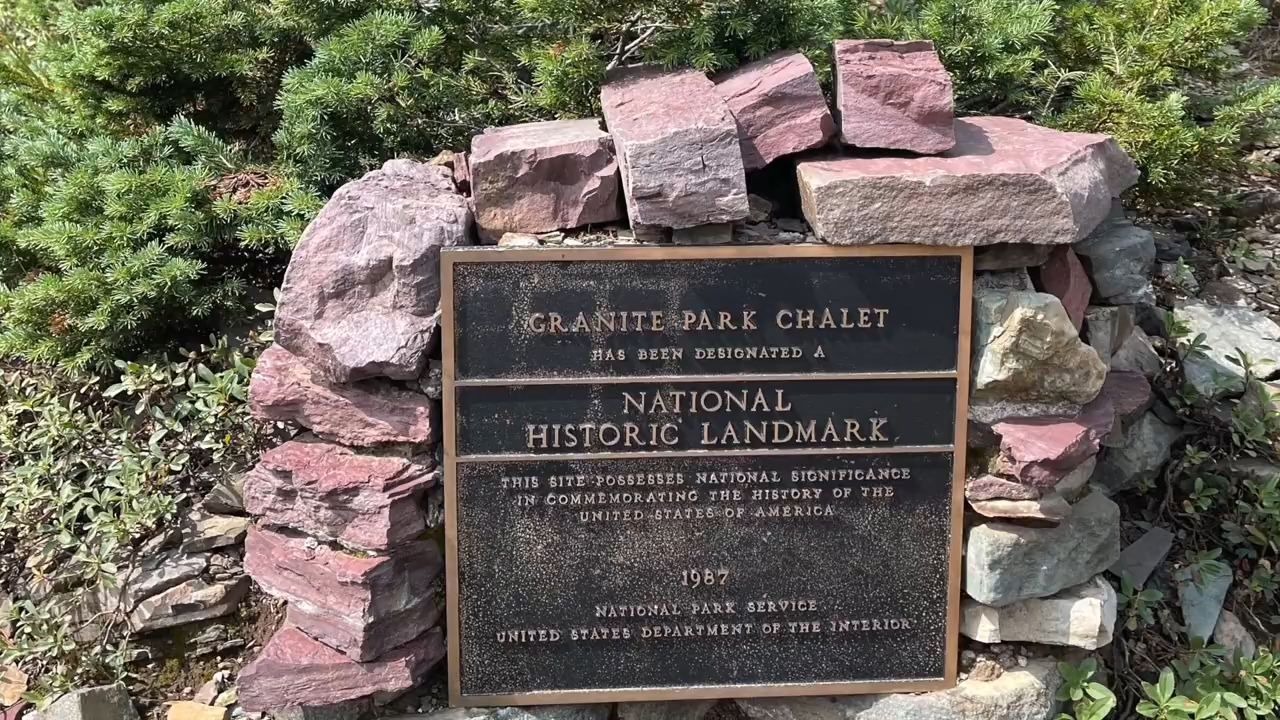 GRANITE PARK CHALET
HAS BEEN DESIGNATED A
NATIONAL
HISTORIC LANDMARK
THIS SITE POSSESSES NATIONAL SIGNIFICANCE
IN COMMEMORATING THE HISTORY OF THE
UNITED STATES OF AMERICA
1987
NATIONAL PARK SERVICE
UNITED STATES DEPARTMENT OF THE INTERIOR